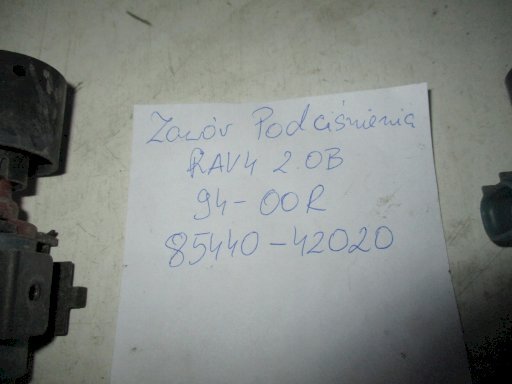 Zawór Podciśnienia
RAV4 2.0B
94-00R
85440-42020